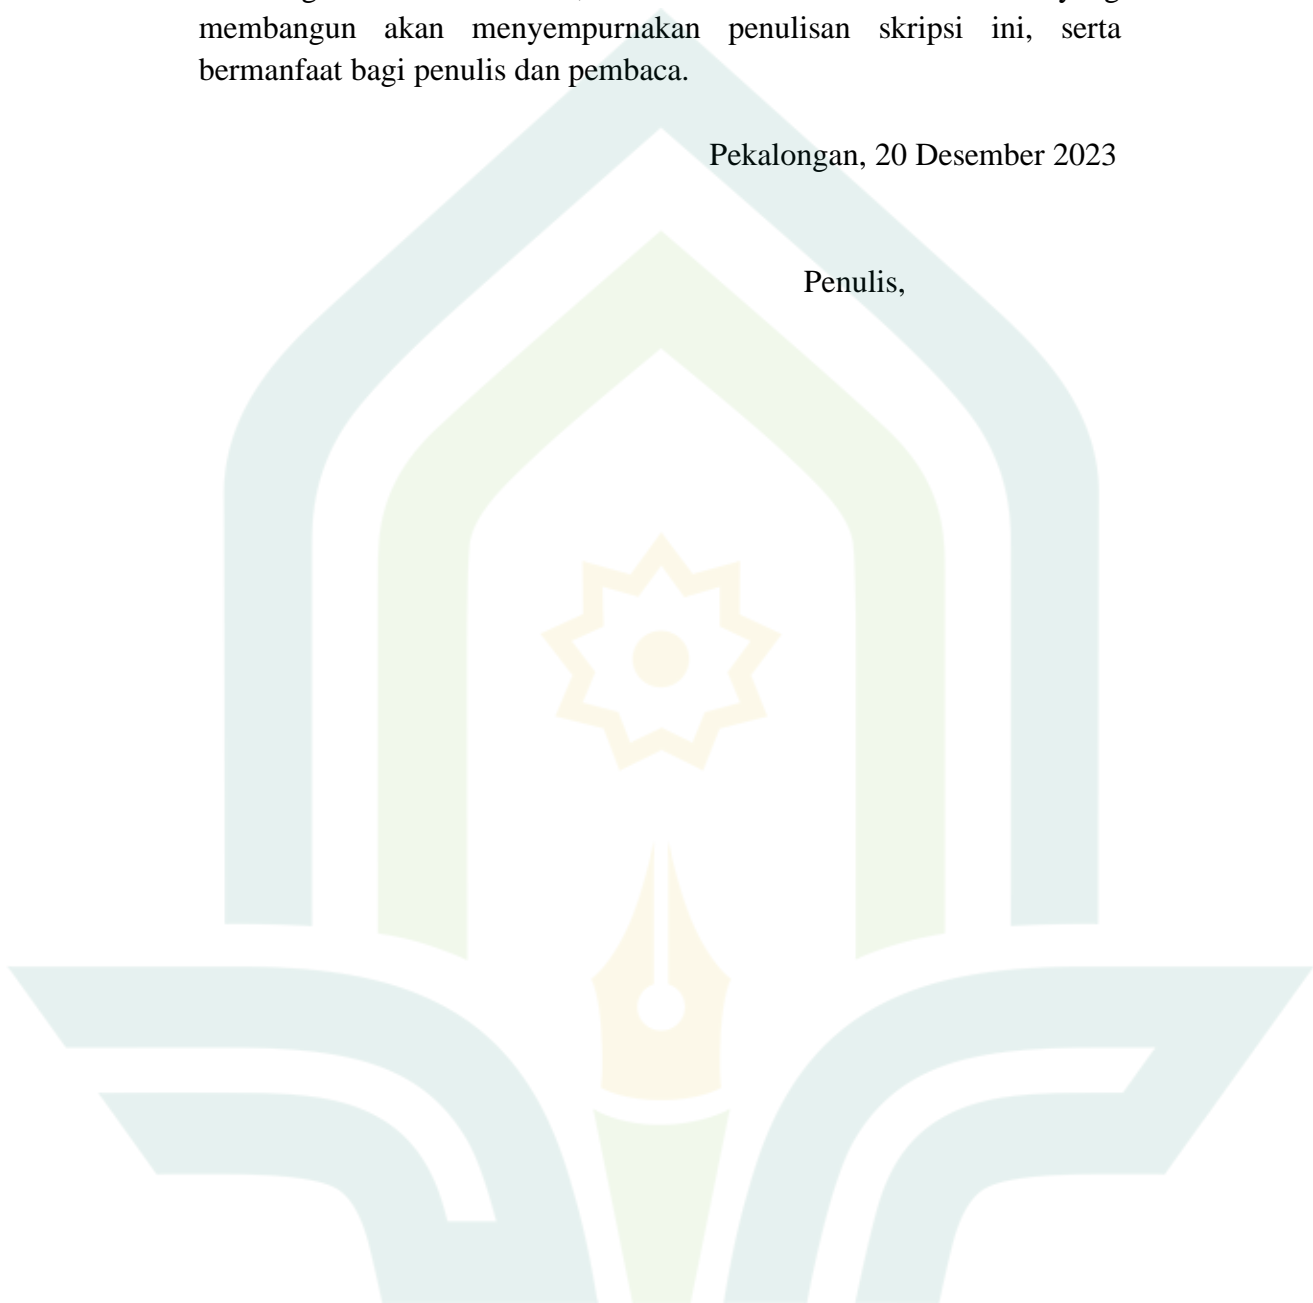 membangun akan menyempurnakan penulisan skripsi ini, serta
bermanfaat bagi penulis dan pembaca.
Pekalongan, 20 Desember 2023
Penulis,